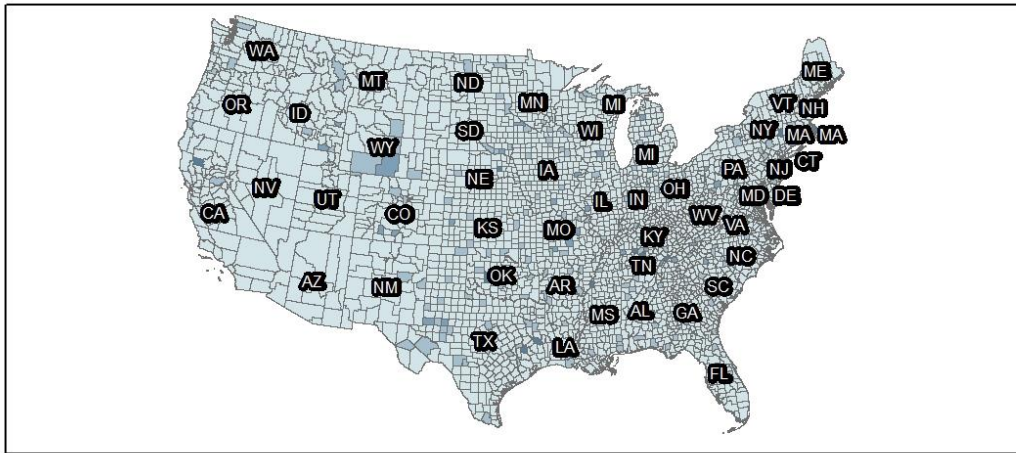 WA
MT
ND
ME
MN
MI
VT
NH
OR
ID
SD
WI
NY
MA
MA
WY
MI
CT
IA
PA
NJ
NE
NV
OH
UT
IL
IN
MD
DE
CA
CO
WV
KS
MO
VA
KY
NC
TN
OK
AZ
NM
AR
SC
MS
AL
GA
TX
LA
FL